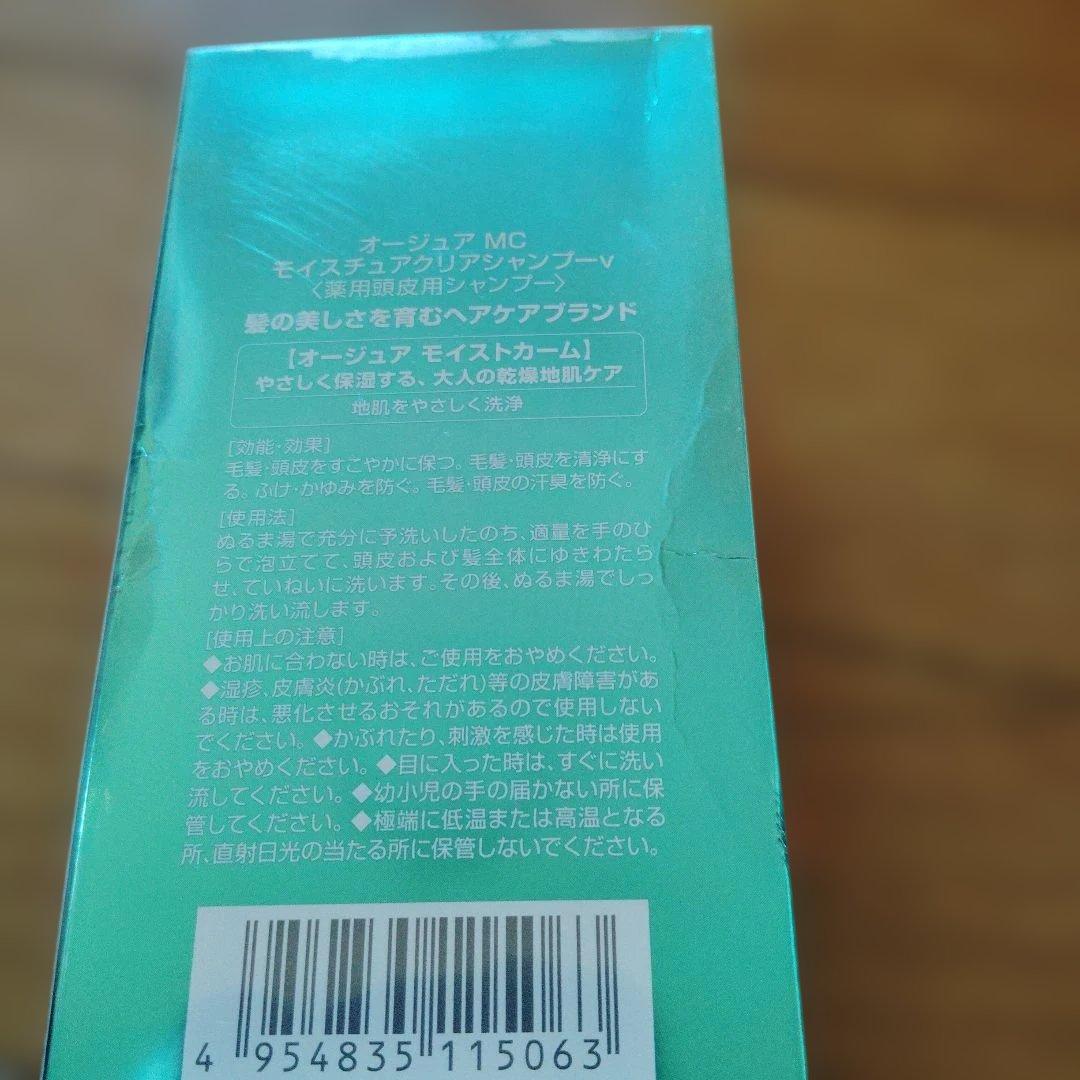 オージュア MC
モイスチュアクリアシャンプーv
〈薬用頭皮用シャンプー〉
髪の美しさを育むヘアケアブランド
【オージュア モイストカーム】
やさしく保湿する、大人の乾燥地肌ケア
地肌をやさしく洗浄
[効能・効果]
毛髪・頭皮をすこやかに保つ。毛髪・頭皮を清浄にす
る。ふけ・かゆみを防ぐ。毛髪・頭皮の汗臭を防ぐ。
[使用法]
ぬるま湯で充分に予洗いしたのち、適量を手のひ
らで泡立てて、頭皮および髪全体にゆきわたら
せ、ていねいに洗います。その後、ぬるま湯でしっ
かり洗い流します。
[使用上の注意]
◆お肌に合わない時は、ご使用をおやめください。
◆湿疹、皮膚炎(かぶれ、ただれ)等の皮膚障害があ
る時は、悪化させるおそれがあるので使用しない
でください。◆かぶれたり、刺激を感じた時は使用
をおやめください。◆目に入った時は、すぐに洗い
流してください。◆幼小児の手の届かない所に保
管してください。◆極端に低温または高温となる
所、直射日光の当たる所に保管しないでください。
4 954835 115063